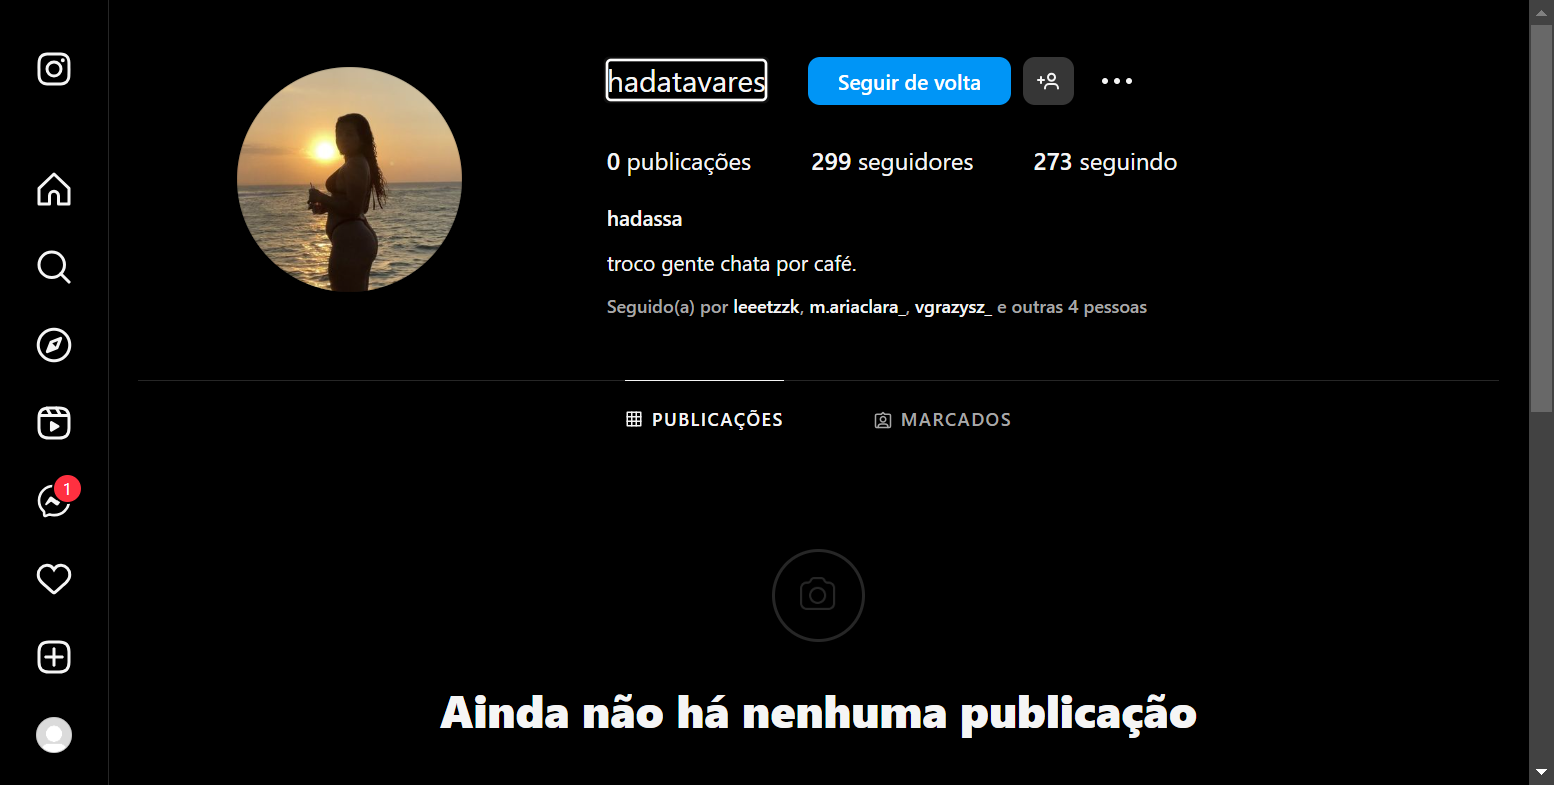 hadatavares
Seguir de volta
0 publicações
299 seguidores
273 seguindo
hadassa
troco gente chata por café.
Seguido(a) por leeetzzk, m.ariaclara_, vgrazysz_ e outras 4 pessoas
PUBLICAÇÕES
MARCADOS
1
Ainda não há nenhuma publicação